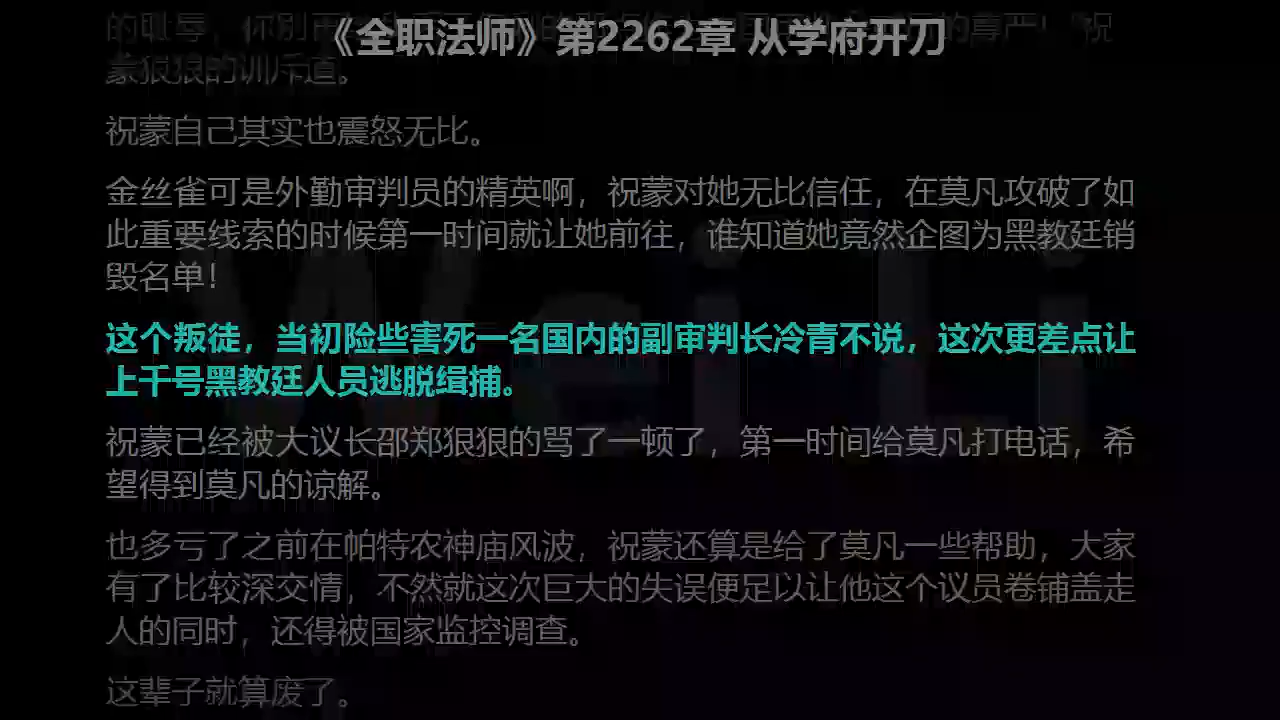 《全职法师》第2262章 从学府开刀
蒙狠狠的训斥道。
祝蒙自己其实也震怒无比。
金丝雀可是外勤审判员的精英啊，祝蒙对她无比信任，在莫凡攻破了如
此重要线索的时候第一时间就让她前往，谁知道她竟然企图为黑教廷销
毁名单！
这个叛徒，当初险些害死一名国内的副审判长冷青不说，这次更差点让
上千号黑教廷人员逃脱缉捕。
祝蒙已经被大议长邵郑狠狠的骂了一顿了，第一时间给莫凡打电话，希
望得到莫凡的谅解。
也多亏了之前在帕特农神庙风波，祝蒙还算是给了莫凡一些帮助，大家
有了比较深交情，不然就这次巨大的失误便足以让他这个议员卷铺盖走
人的同时，还得被国家监控调查。
这辈子就算废了。
Wei Li